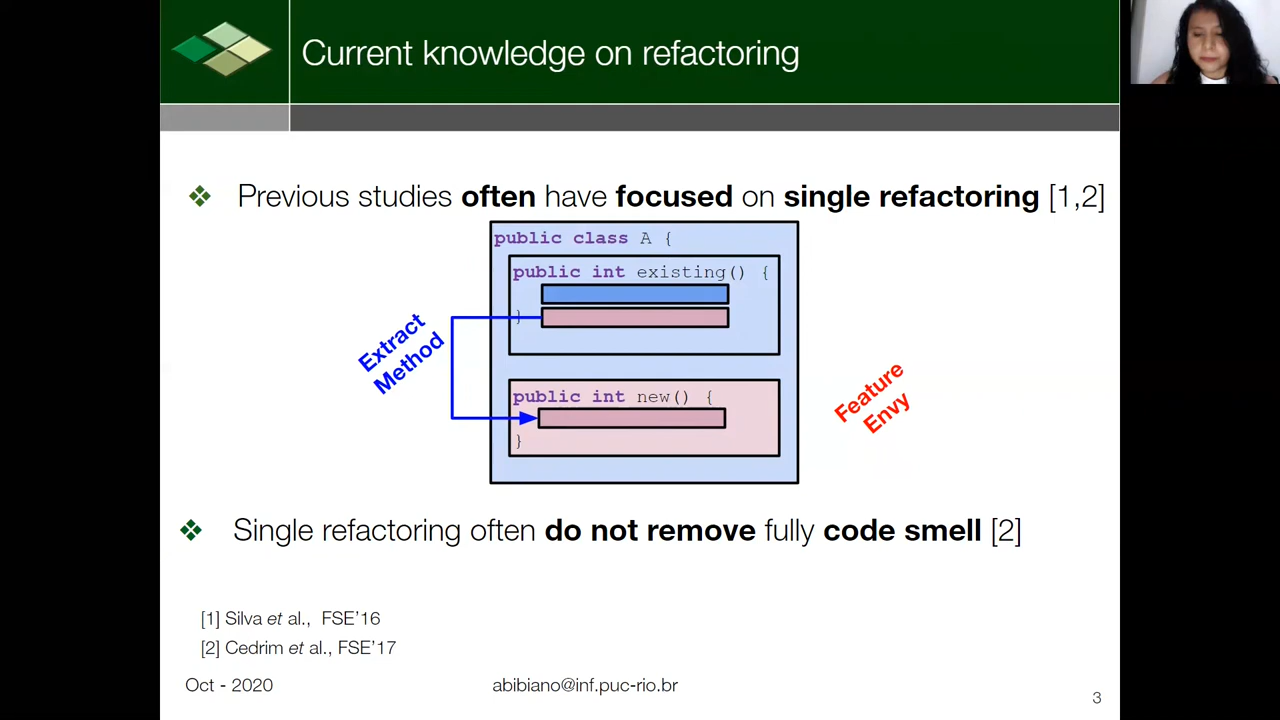 Current knowledge on refactoring
❖ Previous studies often have focused on single refactoring [1,2]
public class A {
public int existing() {
}
Extract
Method
public int new() {
}
Feature
Envy
❖ Single refactoring often do not remove fully code smell [2]
[1] Silva et al., FSE’16
[2] Cedrim et al., FSE’17
Oct - 2020
abibiano@inf.puc-rio.br
3